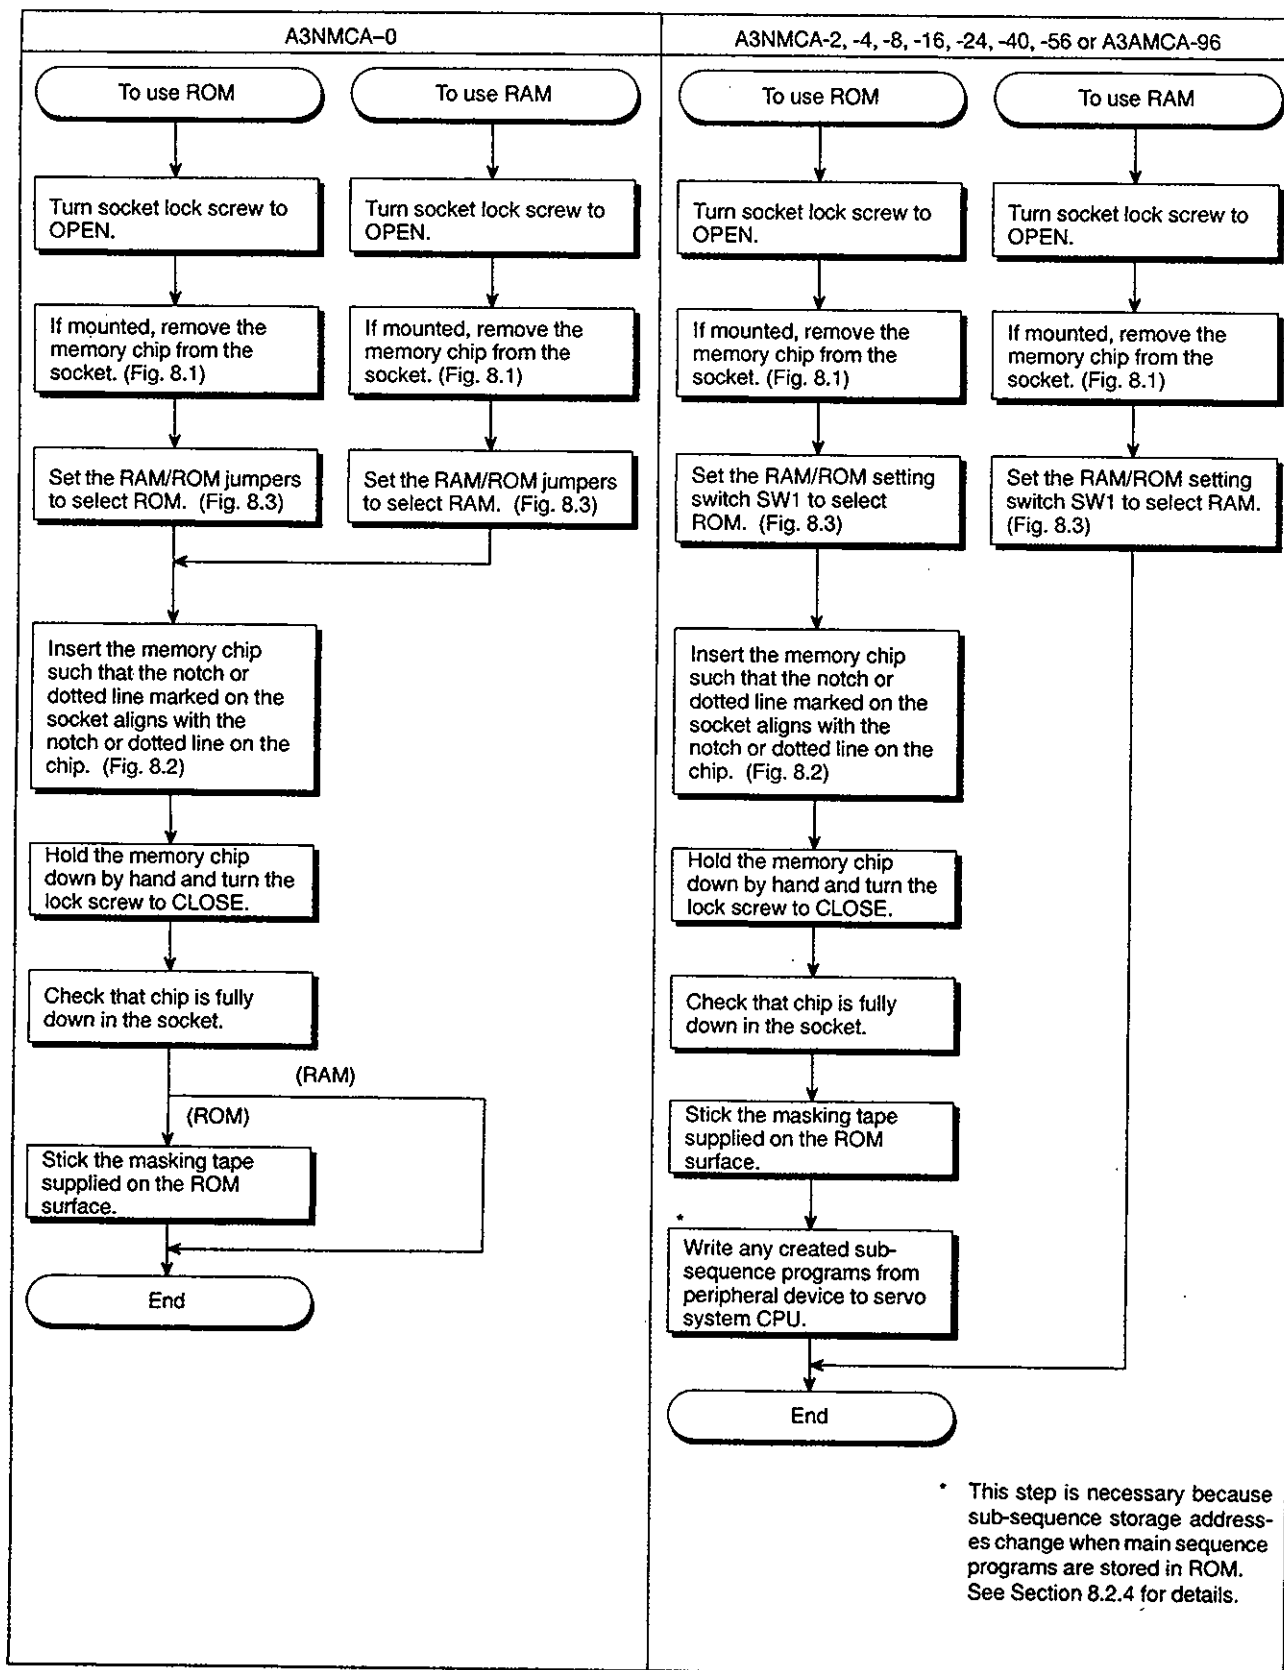 A3NMCA-0
To use ROM
Turn socket lock screw to
OPEN.
If mounted, remove the
memory chip from the
socket. (Fig. 8.1)
Set the RAM/ROM jumpers
to select ROM. (Fig. 8.3)
To use RAM
Turn socket lock screw to
OPEN.
If mounted, remove the
memory chip from the
socket. (Fig. 8.1)
Set the RAM/ROM jumpers
to select RAM. (Fig. 8.3)
Insert the memory chip
such that the notch or
dotted line marked on the
socket aligns with the
notch or dotted line on the
chip. (Fig. 8.2)
Hold the memory chip
down by hand and turn the
lock screw to CLOSE.
Check that chip is fully
down in the socket.
(RAM)
(ROM)
Stick the masking tape
supplied on the ROM
surface.
End
A3NMCA-2, -4, -8, -16, -24, -40, -56 or A3AMCA-96
To use ROM
Turn socket lock screw to
OPEN.
If mounted, remove the
memory chip from the
socket. (Fig. 8.1)
Set the RAM/ROM setting
switch SW1 to select
ROM. (Fig. 8.3)
To use RAM
Turn socket lock screw to
OPEN.
If mounted, remove the
memory chip from the
socket. (Fig. 8.1)
Set the RAM/ROM setting
switch SW1 to select RAM.
(Fig. 8.3)
Insert the memory chip
such that the notch or
dotted line marked on the
socket aligns with the
notch or dotted line on the
chip. (Fig. 8.2)
Hold the memory chip
down by hand and turn the
lock screw to CLOSE.
Check that chip is fully
down in the socket.
Stick the masking tape
supplied on the ROM
surface.
*
Write any created sub-
sequence programs from
peripheral device to servo
system CPU.
End
* This step is necessary because
sub-sequence storage address-
es change when main sequence
programs are stored in ROM.
See Section 8.2.4 for details.